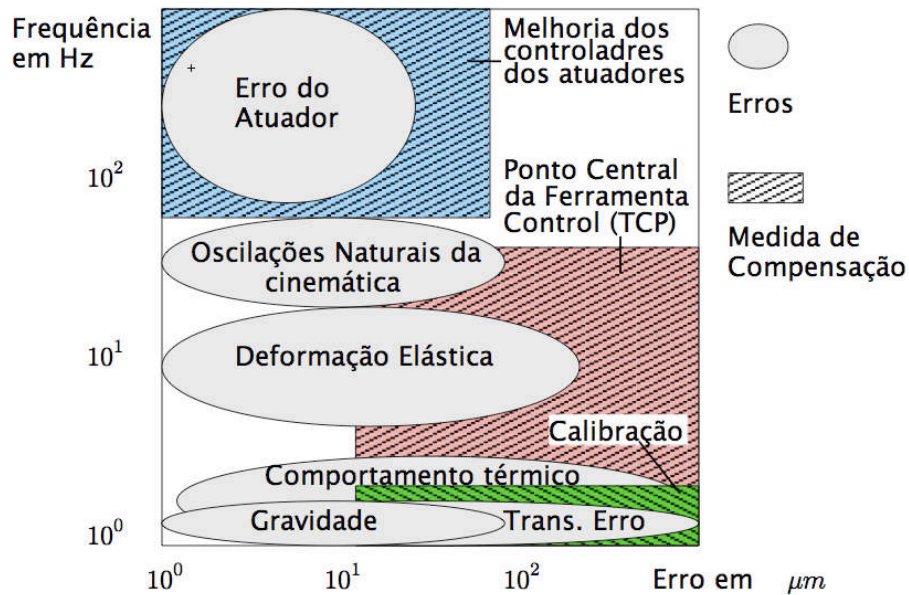 Frequência
em Hz
Erro do
Atuador
Melhoria dos
controladres
dos atuadores
Erros
10²
Ponto Central
da Ferramenta
Control (TCP)
Medida de
Compensação
Oscilações Naturais da
cinemática
10¹
Deformação Elástica
Calibração
Comportamento térmico
Gravidade
Trans. Erro
10⁰
10⁰
10¹
10²
Erro em μm